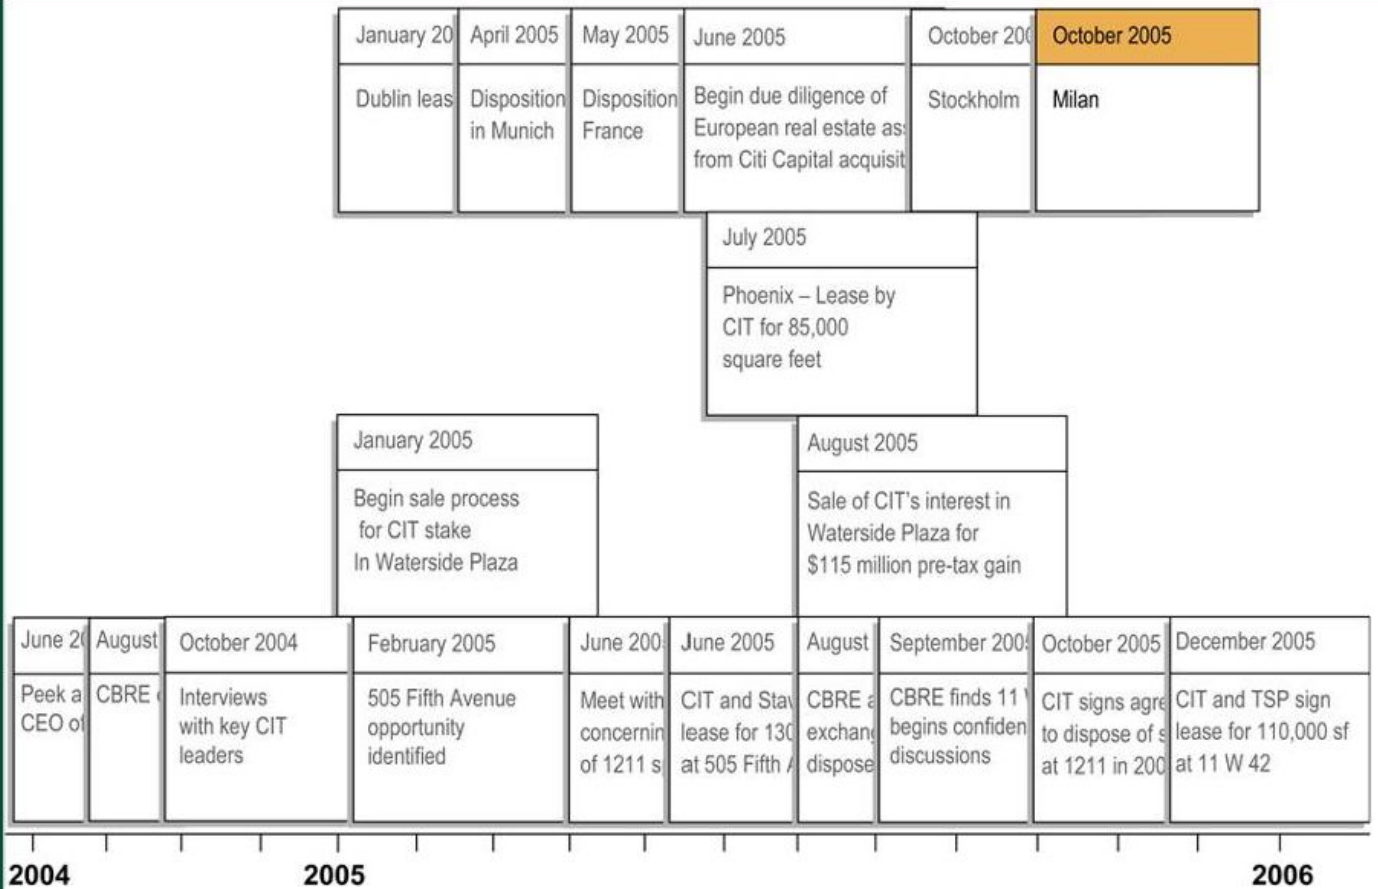 January 20
Dublin leas
April 2005
Disposition
in Munich
May 2005
Disposition
France
June 2005
Begin due diligence of
European real estate ass
from Citi Capital acquisit
October 200
Stockholm
October 2005
Milan
July 2005
Phoenix – Lease by
CIT for 85,000
square feet
January 2005
Begin sale process
for CIT stake
In Waterside Plaza
August 2005
Sale of CIT's interest in
Waterside Plaza for
$115 million pre-tax gain
June 20
Peek a
CEO of
August
CBRE
October 2004
Interviews
with key CIT
leaders
February 2005
505 Fifth Avenue
opportunity
identified
June 200
Meet with
concernin
of 1211 s
June 2005
CIT and Stav
lease for 130
at 505 Fifth A
August
CBRE a
exchang
dispose
September 2005
CBRE finds 11
begins confiden
discussions
October 2005
CIT signs agre
to dispose of s
at 1211 in 200
December 2005
CIT and TSP sign
lease for 110,000 sf
at 11 W 42
2004
2005
2006